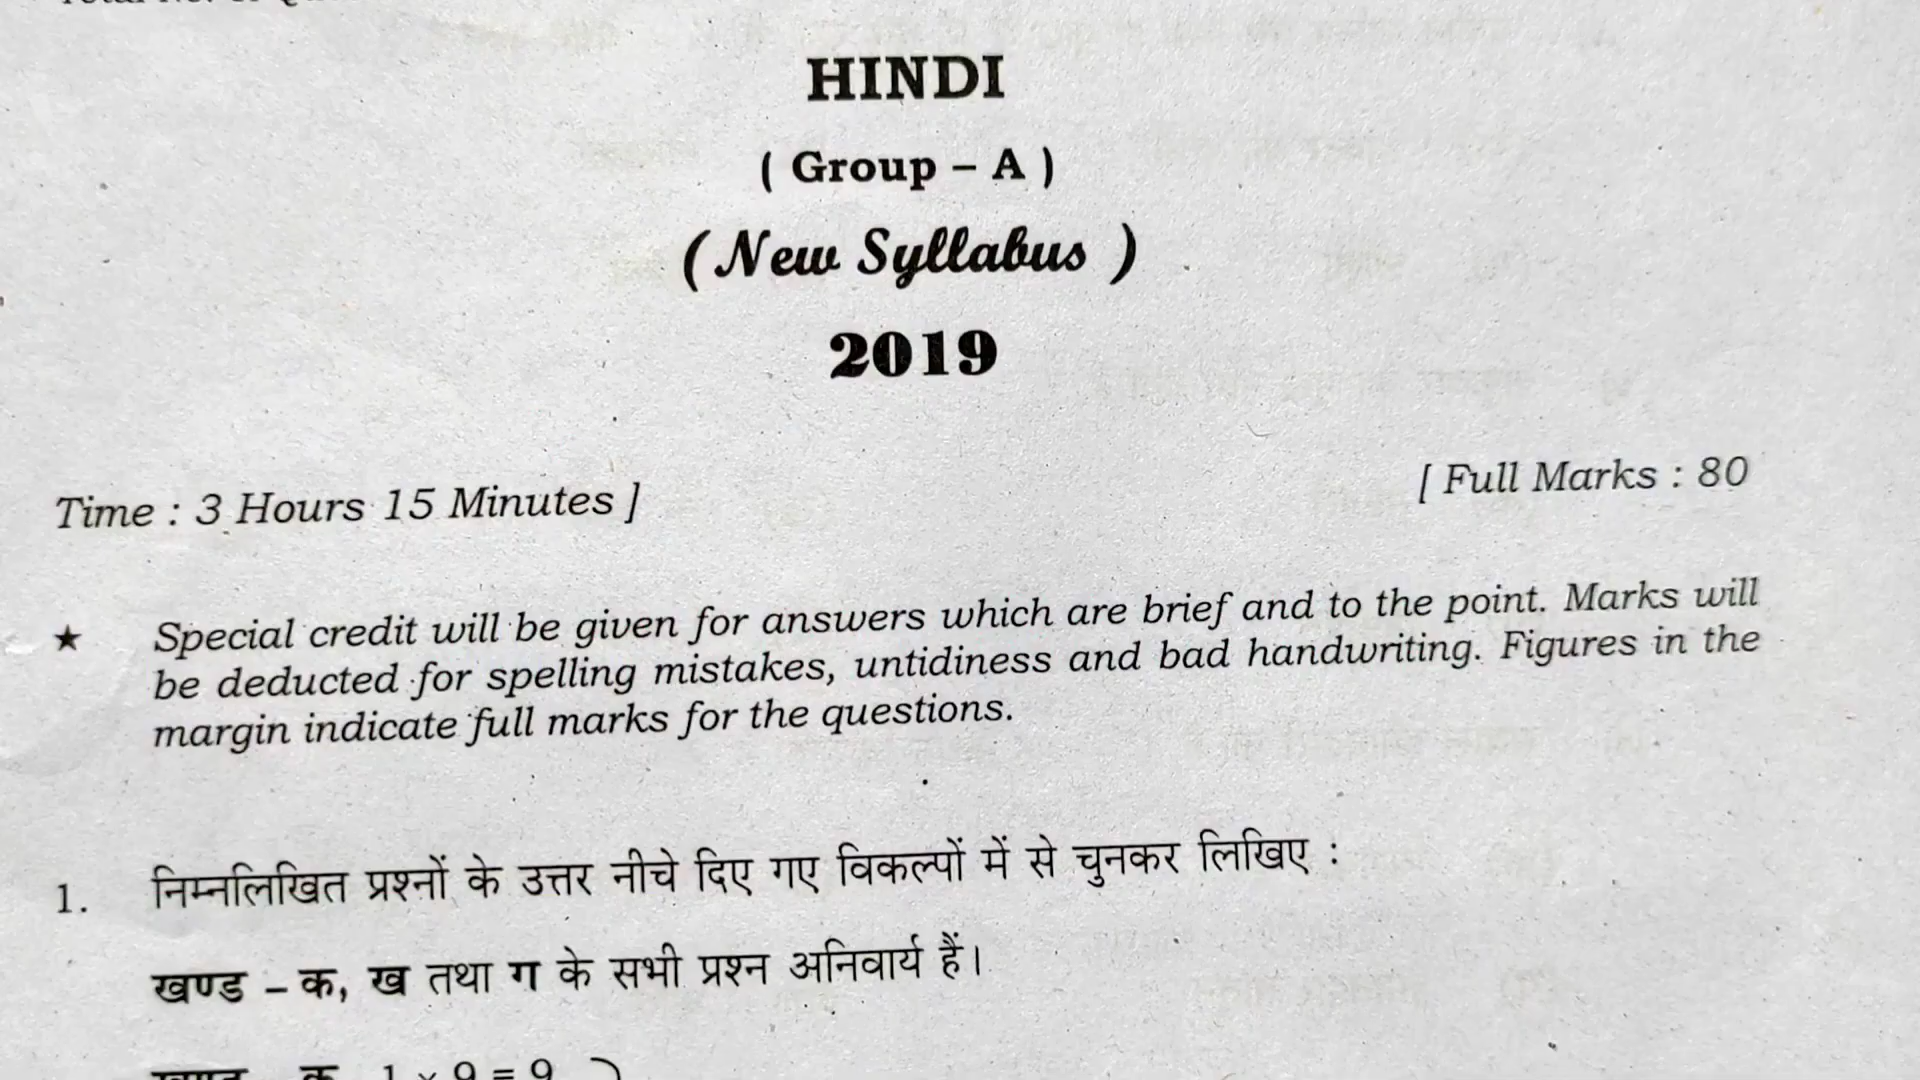 HINDI
( Group – A )
( New Syllabus )
2019
Time : 3 Hours 15 Minutes ]
[ Full Marks : 80
★ Special credit will be given for answers which are brief and to the point. Marks will
be deducted for spelling mistakes, untidiness and bad handwriting. Figures in the
margin indicate full marks for the questions.
1. निम्नलिखित प्रश्नों के उत्तर नीचे दिए गए विकल्पों में से चुनकर लिखिए :
खण्ड – क, ख तथा ग के सभी प्रश्न अनिवार्य हैं।
क 1 × 9 = 9